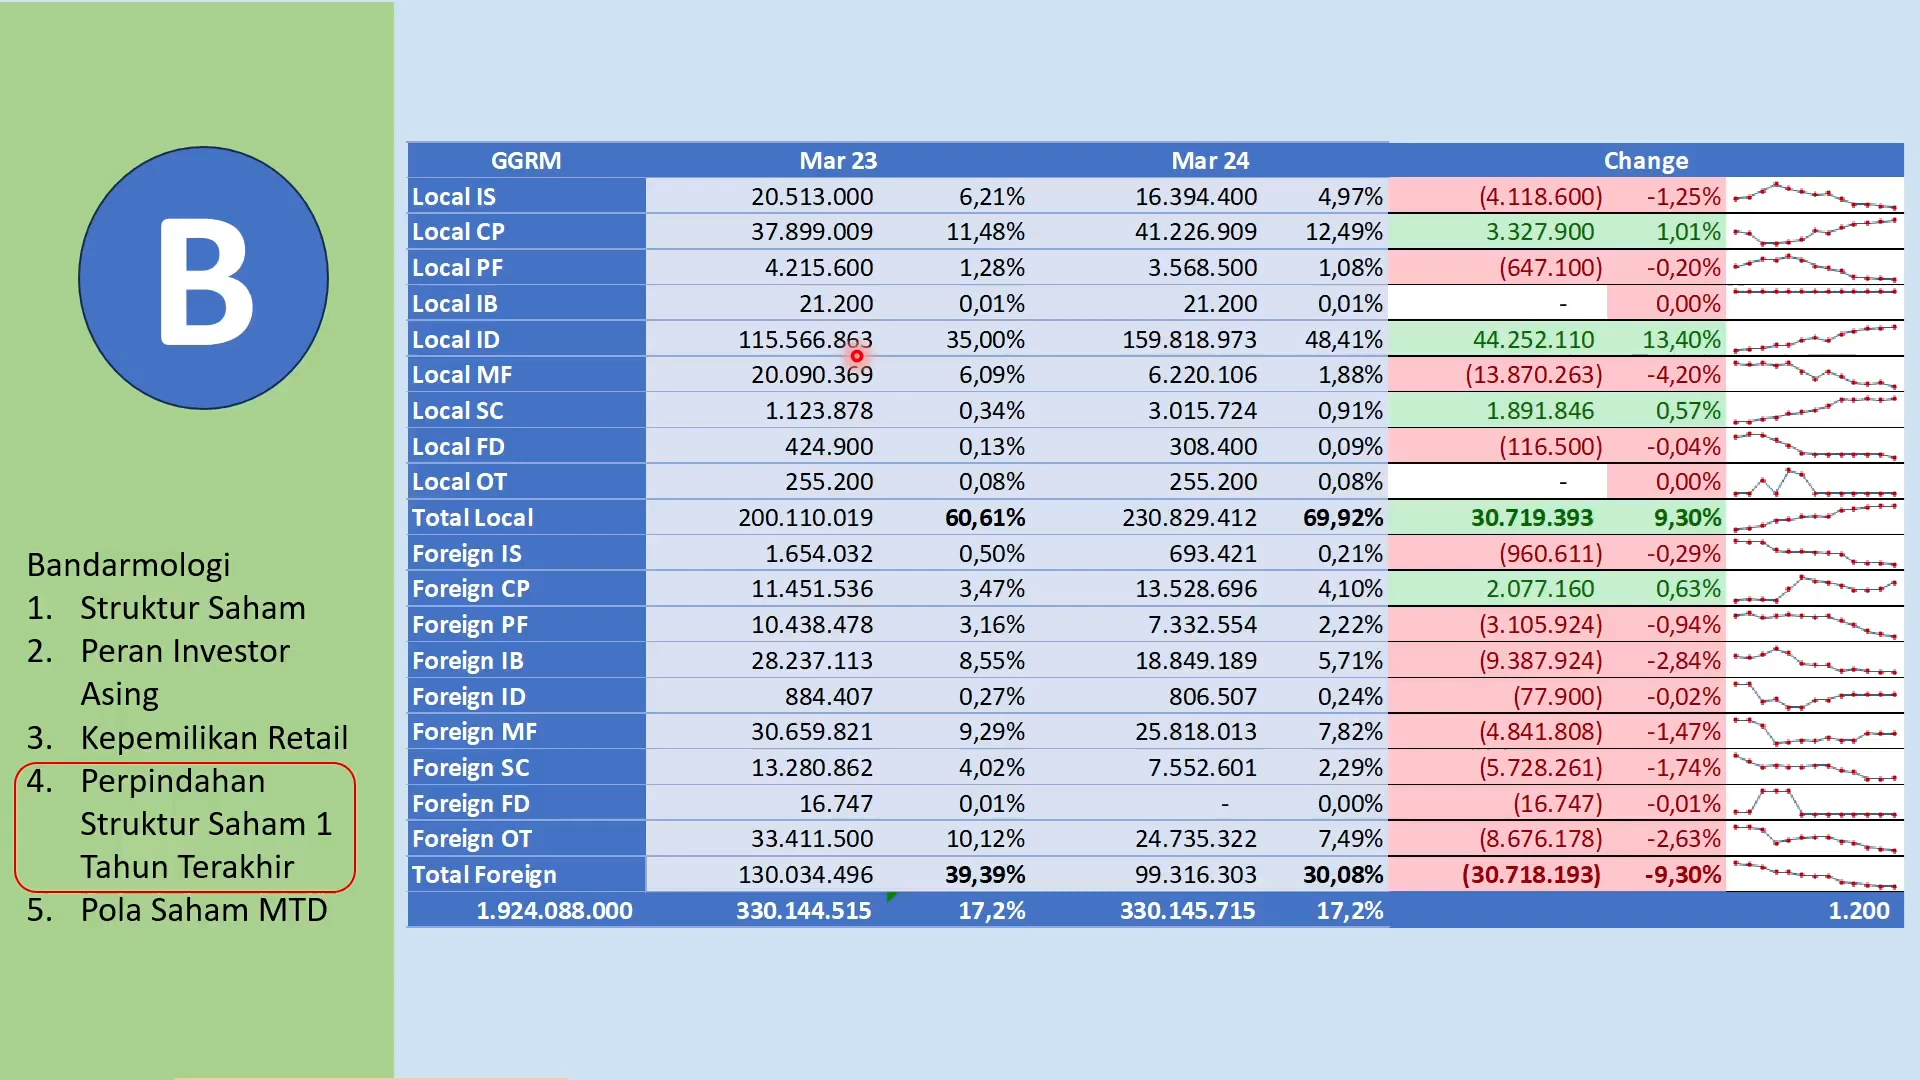 B
Bandarmologi
1. Struktur Saham
2. Peran Investor
Asing
3. Kepemilikan Retail
4. Perpindahan
Struktur Saham 1
Tahun Terakhir
5. Pola Saham MTD
GGRM Mar 23 Mar 24 Change
Local IS 20.513.000 6,21% 16.394.400 4,97% (4.118.600) -1,25%
Local CP 37.899.009 11,48% 41.226.909 12,49% 3.327.900 1,01%
Local PF 4.215.600 1,28% 3.568.500 1,08% (647.100) -0,20%
Local IB 21.200 0,01% 21.200 0,01% - 0,00%
Local ID 115.566.863 35,00% 159.818.973 48,41% 44.252.110 13,40%
Local MF 20.090.369 6,09% 6.220.106 1,88% (13.870.263) -4,20%
Local SC 1.123.878 0,34% 3.015.724 0,91% 1.891.846 0,57%
Local FD 424.900 0,13% 308.400 0,09% (116.500) -0,04%
Local OT 255.200 0,08% 255.200 0,08% - 0,00%
Total Local 200.110.019 60,61% 230.829.412 69,92% 30.719.393 9,30%
Foreign IS 1.654.032 0,50% 693.421 0,21% (960.611) -0,29%
Foreign CP 11.451.536 3,47% 13.528.696 4,10% 2.077.160 0,63%
Foreign PF 10.438.478 3,16% 7.332.554 2,22% (3.105.924) -0,94%
Foreign IB 28.237.113 8,55% 18.849.189 5,71% (9.387.924) -2,84%
Foreign ID 884.407 0,27% 806.507 0,24% (77.900) -0,02%
Foreign MF 30.659.821 9,29% 25.818.013 7,82% (4.841.808) -1,47%
Foreign SC 13.280.862 4,02% 7.552.601 2,29% (5.728.261) -1,74%
Foreign FD 16.747 0,01% - 0,00% (16.747) -0,01%
Foreign OT 33.411.500 10,12% 24.735.322 7,49% (8.676.178) -2,63%
Total Foreign 130.034.496 39,39% 99.316.303 30,08% (30.718.193) -9,30%
1.924.088.000 330.144.515 17,2% 330.145.715 17,2% 1.200